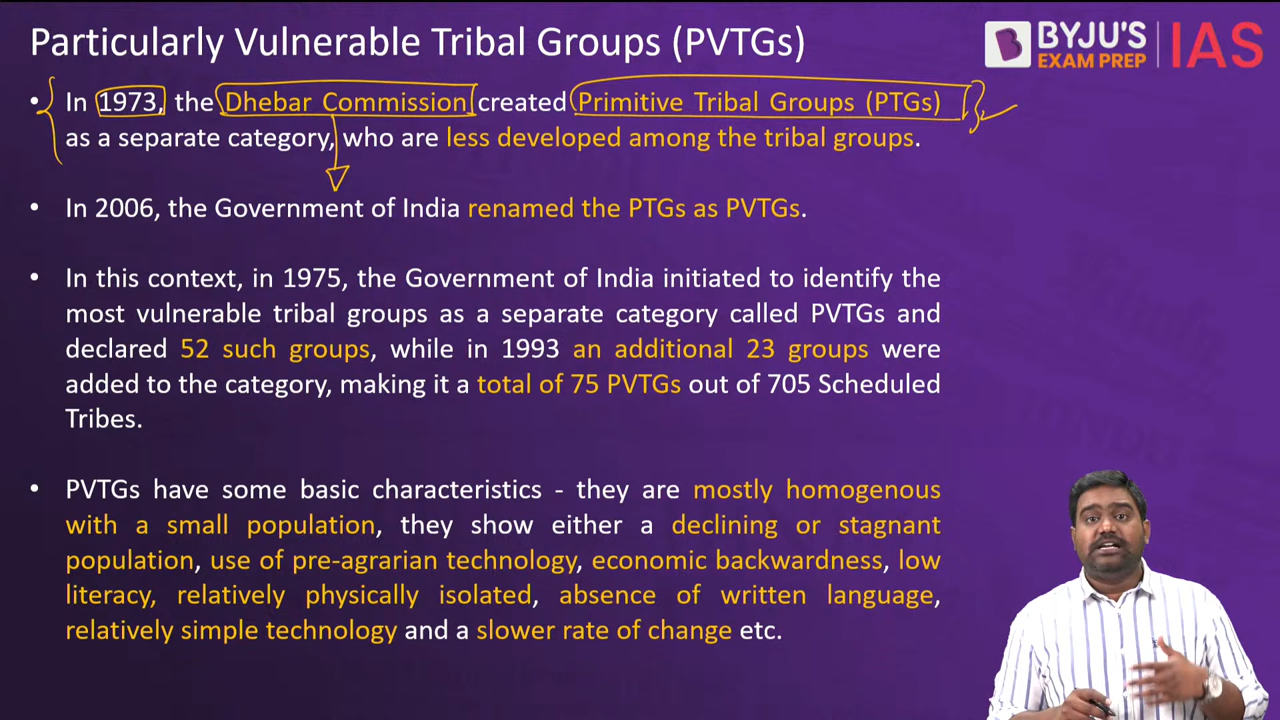 Particularly Vulnerable Tribal Groups (PVTGs)
BYJU'S
EXAM PREP
IAS
• In 1973, the Dhebar Commission created Primitive Tribal Groups (PTGs)
as a separate category, who are less developed among the tribal groups.
• In 2006, the Government of India renamed the PTGs as PVTGs.
• In this context, in 1975, the Government of India initiated to identify the
most vulnerable tribal groups as a separate category called PVTGs and
declared 52 such groups, while in 1993 an additional 23 groups were
added to the category, making it a total of 75 PVTGs out of 705 Scheduled
Tribes.
• PVTGs have some basic characteristics - they are mostly homogenous
with a small population, they show either a declining or stagnant
population, use of pre-agrarian technology, economic backwardness, low
literacy, relatively physically isolated, absence of written language,
relatively simple technology and a slower rate of change etc.